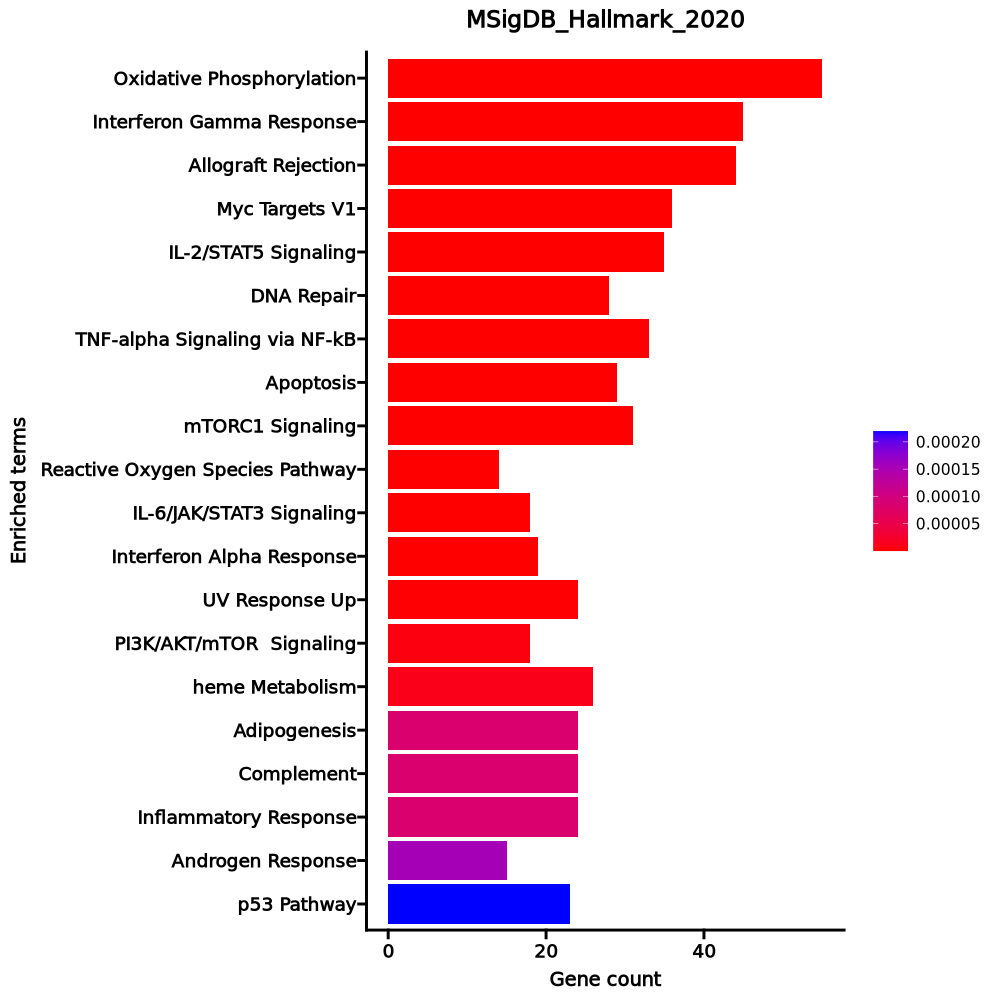 MSigDB_Hallmark_2020
Oxidative Phosphorylation
Interferon Gamma Response
Allograft Rejection
Myc Targets V1
IL-2/STAT5 Signaling
DNA Repair
TNF-alpha Signaling via NF-kB
Apoptosis
mTORC1 Signaling
Reactive Oxygen Species Pathway
IL-6/JAK/STAT3 Signaling
Interferon Alpha Response
UV Response Up
PI3K/AKT/mTOR  Signaling
heme Metabolism
Adipogenesis
Complement
Inflammatory Response
Androgen Response
p53 Pathway
Enriched terms
0
20
40
Gene count
0.00020
0.00015
0.00010
0.00005